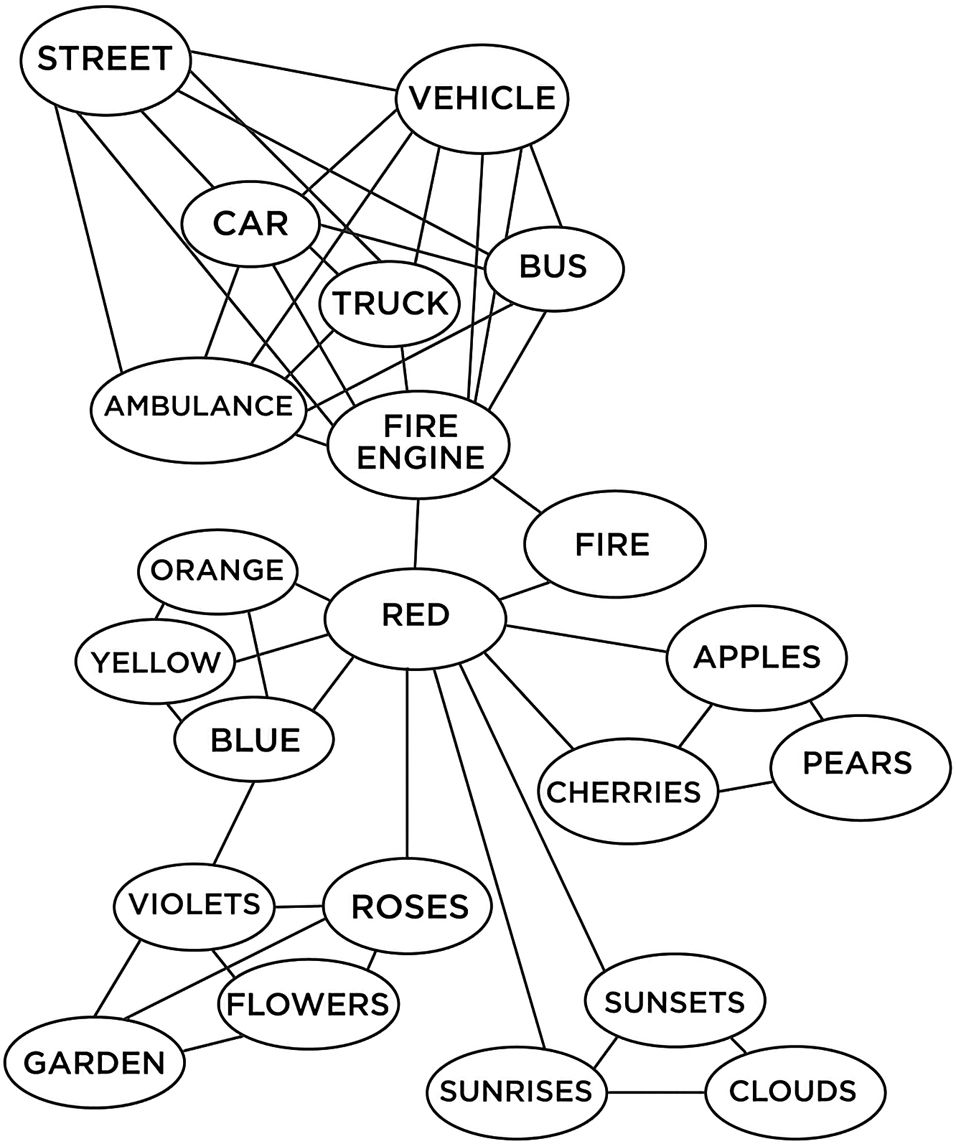 STREET
VEHICLE
CAR
BUS
TRUCK
AMBULANCE
FIRE
ENGINE
FIRE
ORANGE
RED
YELLOW
APPLES
BLUE
PEARS
CHERRIES
VIOLETS
ROSES
FLOWERS
SUNSETS
GARDEN
SUNRISES
CLOUDS